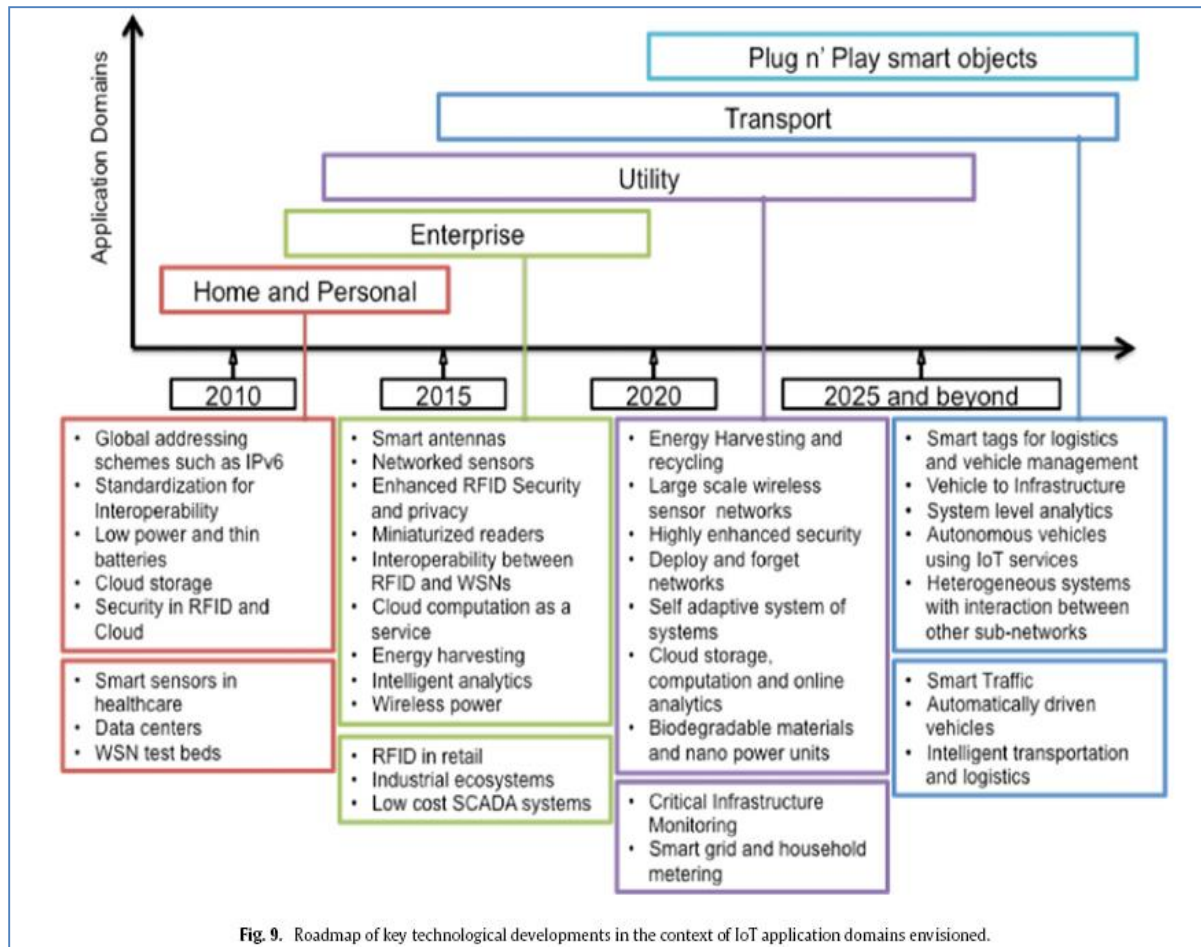 Application Domains
Plug n' Play smart objects
Transport
Utility
Enterprise
Home and Personal
2010
2015
2020
2025 and beyond
• Global addressing
schemes such as IPv6
• Standardization for
Interoperability
• Low power and thin
batteries
• Cloud storage
• Security in RFID and
Cloud
• Smart sensors in
healthcare
• Data centers
• WSN test beds
• Smart antennas
• Networked sensors
• Enhanced RFID Security
and privacy
• Miniaturized readers
• Interoperability between
RFID and WSNs
• Cloud computation as a
service
• Energy harvesting
• Intelligent analytics
• Wireless power
• RFID in retail
• Industrial ecosystems
• Low cost SCADA systems
• Energy Harvesting and
recycling
• Large scale wireless
sensor networks
• Highly enhanced security
• Deploy and forget
networks
• Self adaptive system of
systems
• Cloud storage,
computation and online
analytics
• Biodegradable materials
and nano power units
• Critical Infrastructure
Monitoring
• Smart grid and household
metering
• Smart tags for logistics
and vehicle management
• Vehicle to Infrastructure
• System level analytics
• Autonomous vehicles
using IoT services
• Heterogeneous systems
with interaction between
other sub-networks
• Smart Traffic
• Automatically driven
vehicles
• Intelligent transportation
and logistics
Fig. 9. Roadmap of key technological developments in the context of IoT application domains envisioned.